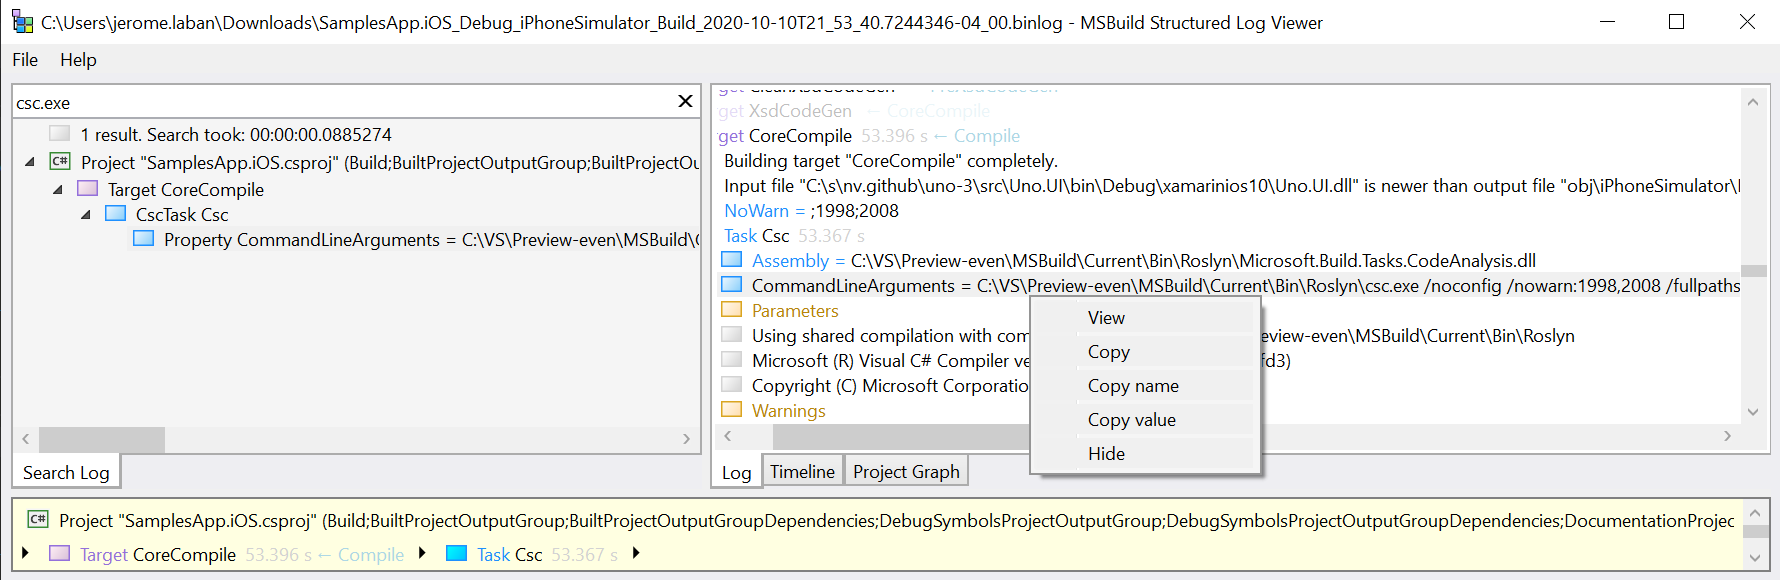 C:\Users\jerome.laban\Downloads\SamplesApp.iOS_Debug_iPhoneSimulator_Build_2020-10-10T21_53_40.7244346-04_00.binlog - MSBuild Structured Log Viewer
File Help
csc.exe
1 result. Search took: 00:00:00.0885274
C# Project "SamplesApp.iOS.csproj" (Build;BuiltProjectOutputGroup;BuiltProjectOu
Target CoreCompile
CscTask Csc
Property CommandLineArguments = C:\VS\Preview-even\MSBuild\
Search Log
get CleanXsdCodeGen
get XsdCodeGen ← CoreCompile
get CoreCompile 53.396 s ← Compile
Building target "CoreCompile" completely.
Input file "C:\s\nv.github\uno-3\src\Uno.UI\bin\Debug\xamarinios10\Uno.UI.dll" is newer than output file "obj\iPhoneSimulator\
NoWarn = ;1998;2008
Task Csc 53.367 s
Assembly = C:\VS\Preview-even\MSBuild\Current\Bin\Roslyn\Microsoft.Build.Tasks.CodeAnalysis.dll
CommandLineArguments = C:\VS\Preview-even\MSBuild\Current\Bin\Roslyn\csc.exe /noconfig /nowarn:1998,2008 /fullpaths
Parameters
Using shared compilation with com eview-even\MSBuild\Current\Bin\Roslyn
Microsoft (R) Visual C# Compiler ve fd3)
Copyright (C) Microsoft Corporatio
Warnings
View
Copy
Copy name
Copy value
Hide
Log Timeline Project Graph
C# Project "SamplesApp.iOS.csproj" (Build;BuiltProjectOutputGroup;BuiltProjectOutputGroupDependencies;DebugSymbolsProjectOutputGroup;DebugSymbolsProjectOutputGroupDependencies;DocumentationProjec
Target CoreCompile 53.396 s ← Compile Task Csc 53.367 s